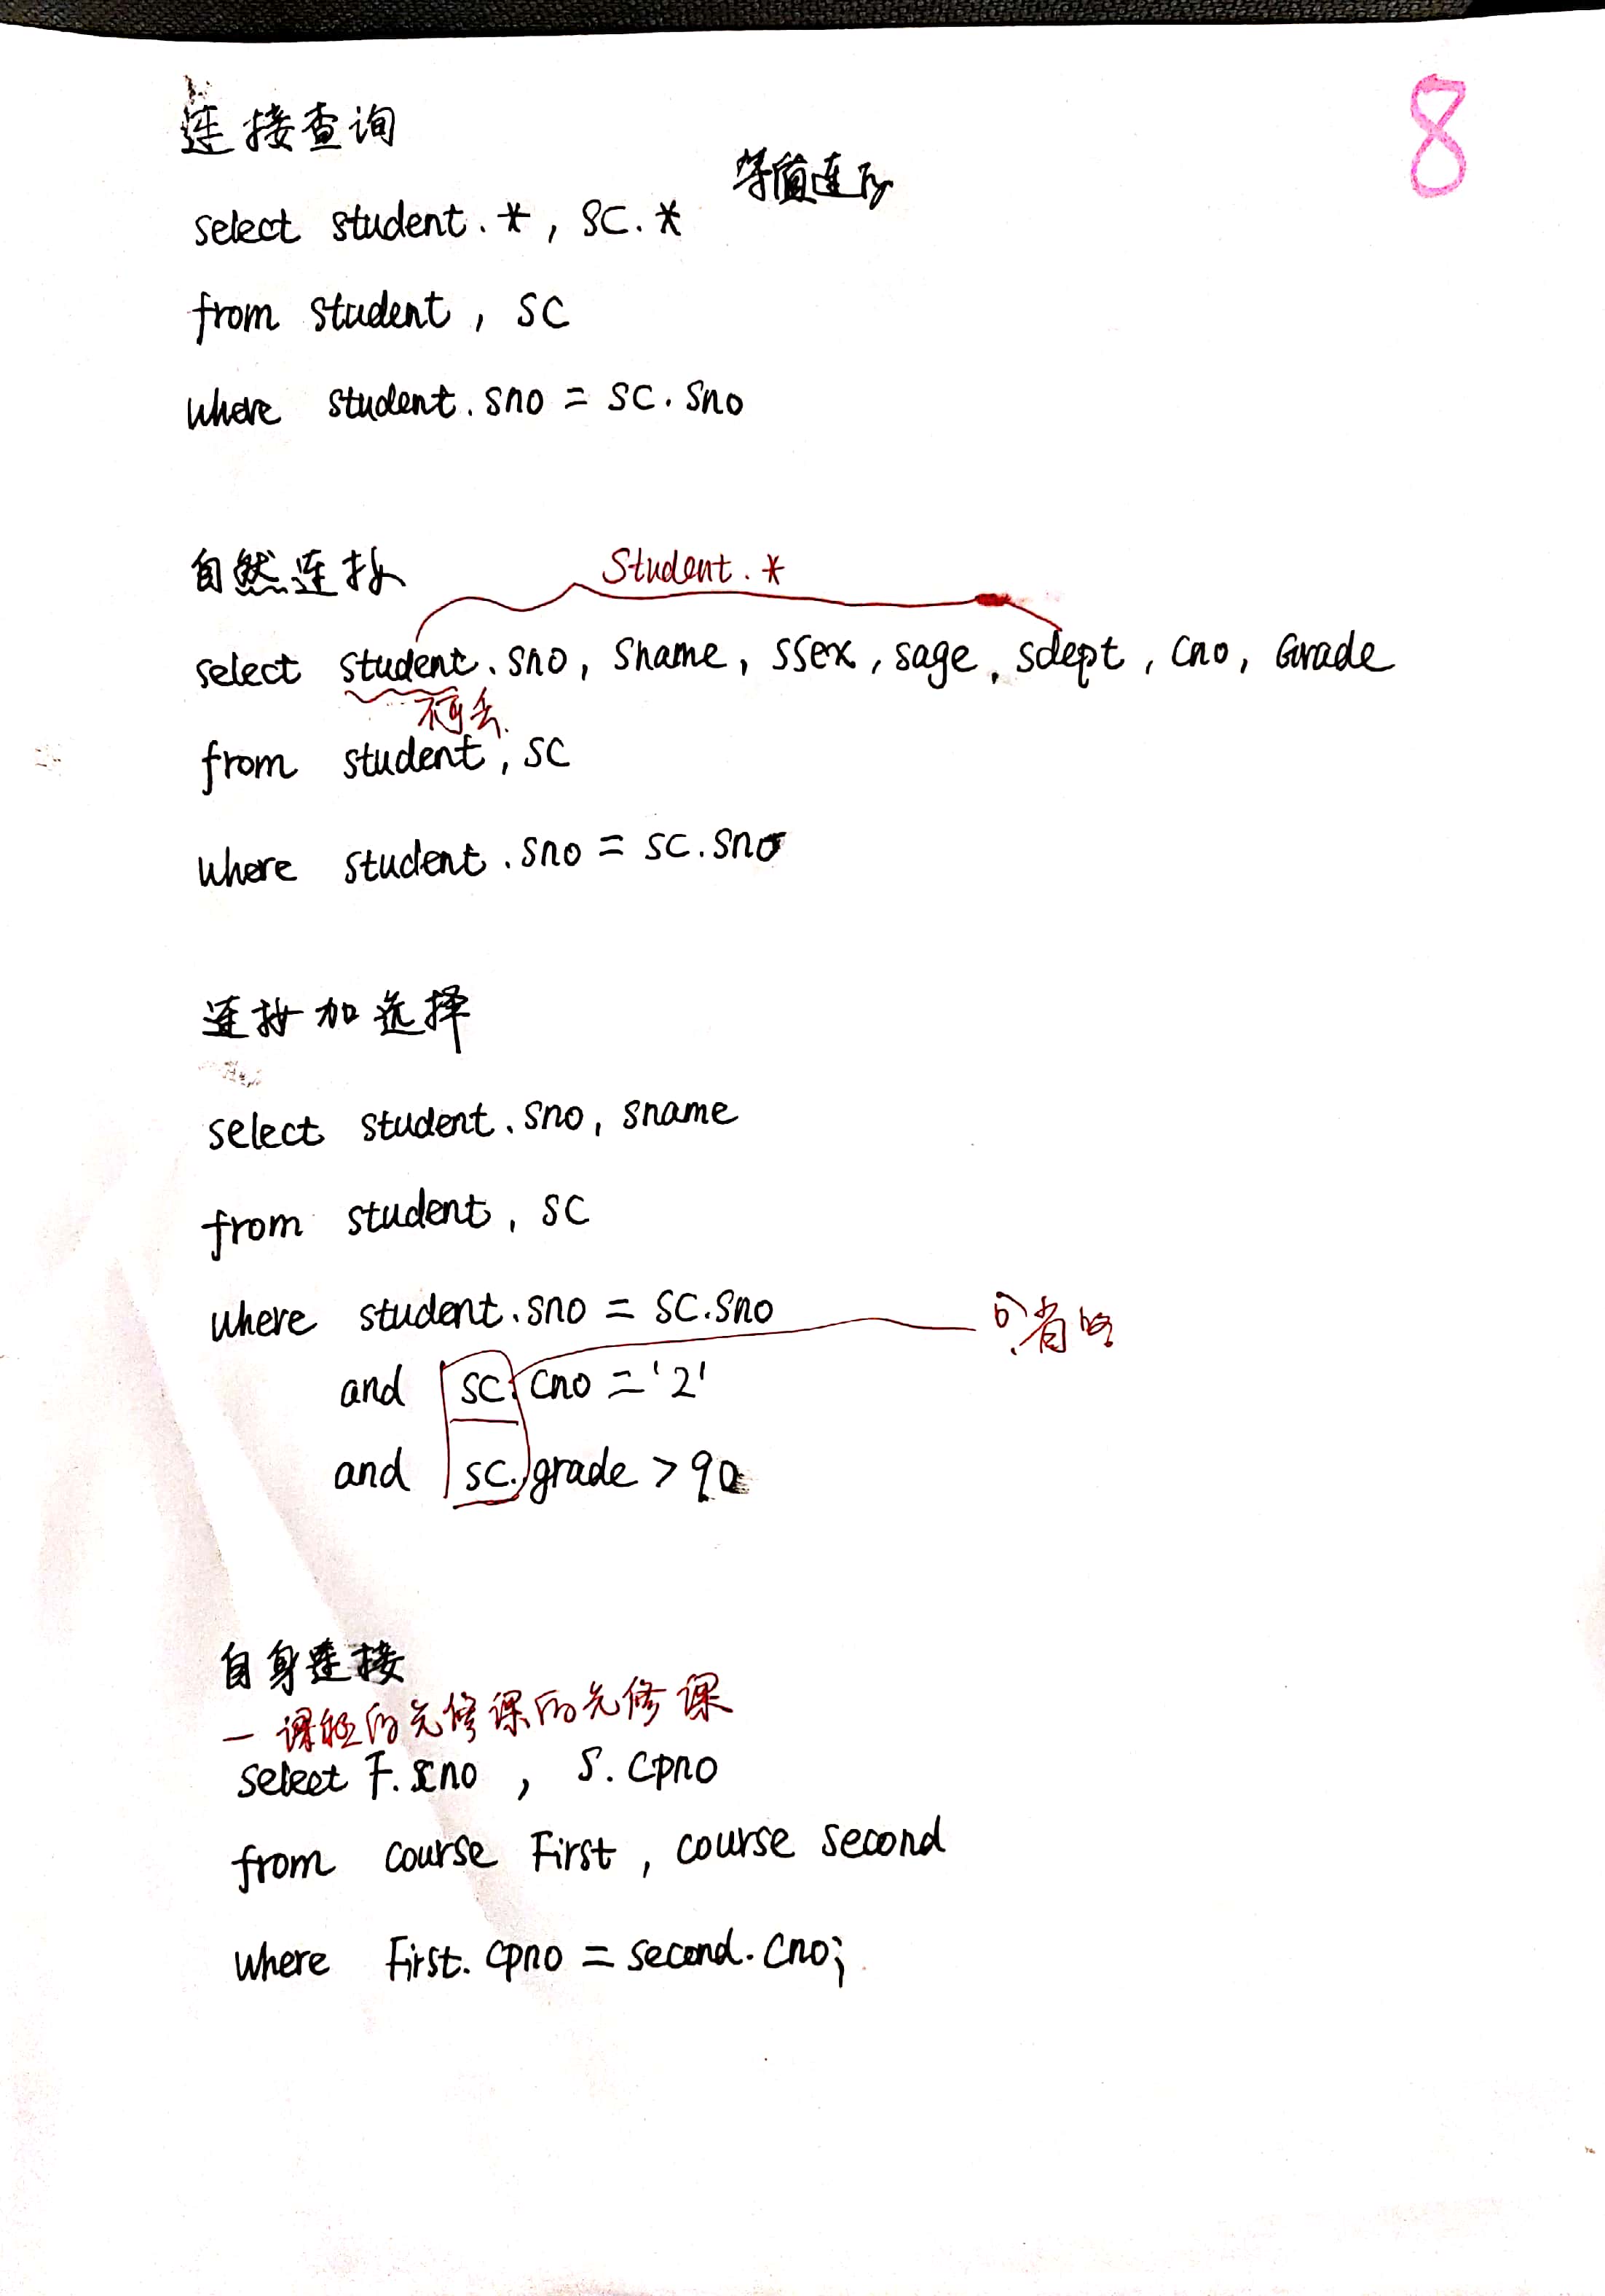 连接查询
8
等值连接
select student.*, SC.*
from student, SC
where student.sno = SC.Sno
自然连接
Student.*
select student.sno, Sname, Ssex, sage, sdept, Cno, Grade
不可丢
from student, SC
where student.sno = SC.Sno
连接加选择
select student.sno, sname
from student, SC
where student.sno = SC.Sno
可省略
and SC. Cno = '2'
and SC. grade > 90
自身连接
一课程的先修课的先修课
select F.Cno , S.Cpno
from course First, course second
where First.Cpno = second.Cno;